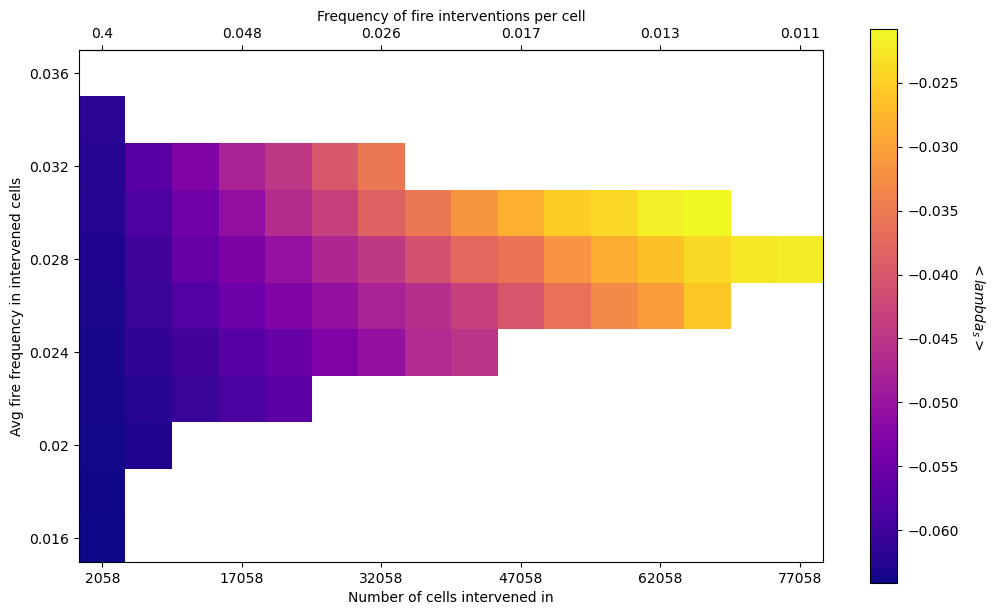 Frequency of fire interventions per cell
0.4 0.048 0.026 0.017 0.013 0.011
Avg fire frequency in intervened cells
0.036
0.032
0.028
0.024
0.02
0.016
2058 17058 32058 47058 62058 77058
Number of cells intervened in
−0.025
−0.030
−0.035
−0.040
−0.045
−0.050
−0.055
−0.060
< lambda_s >